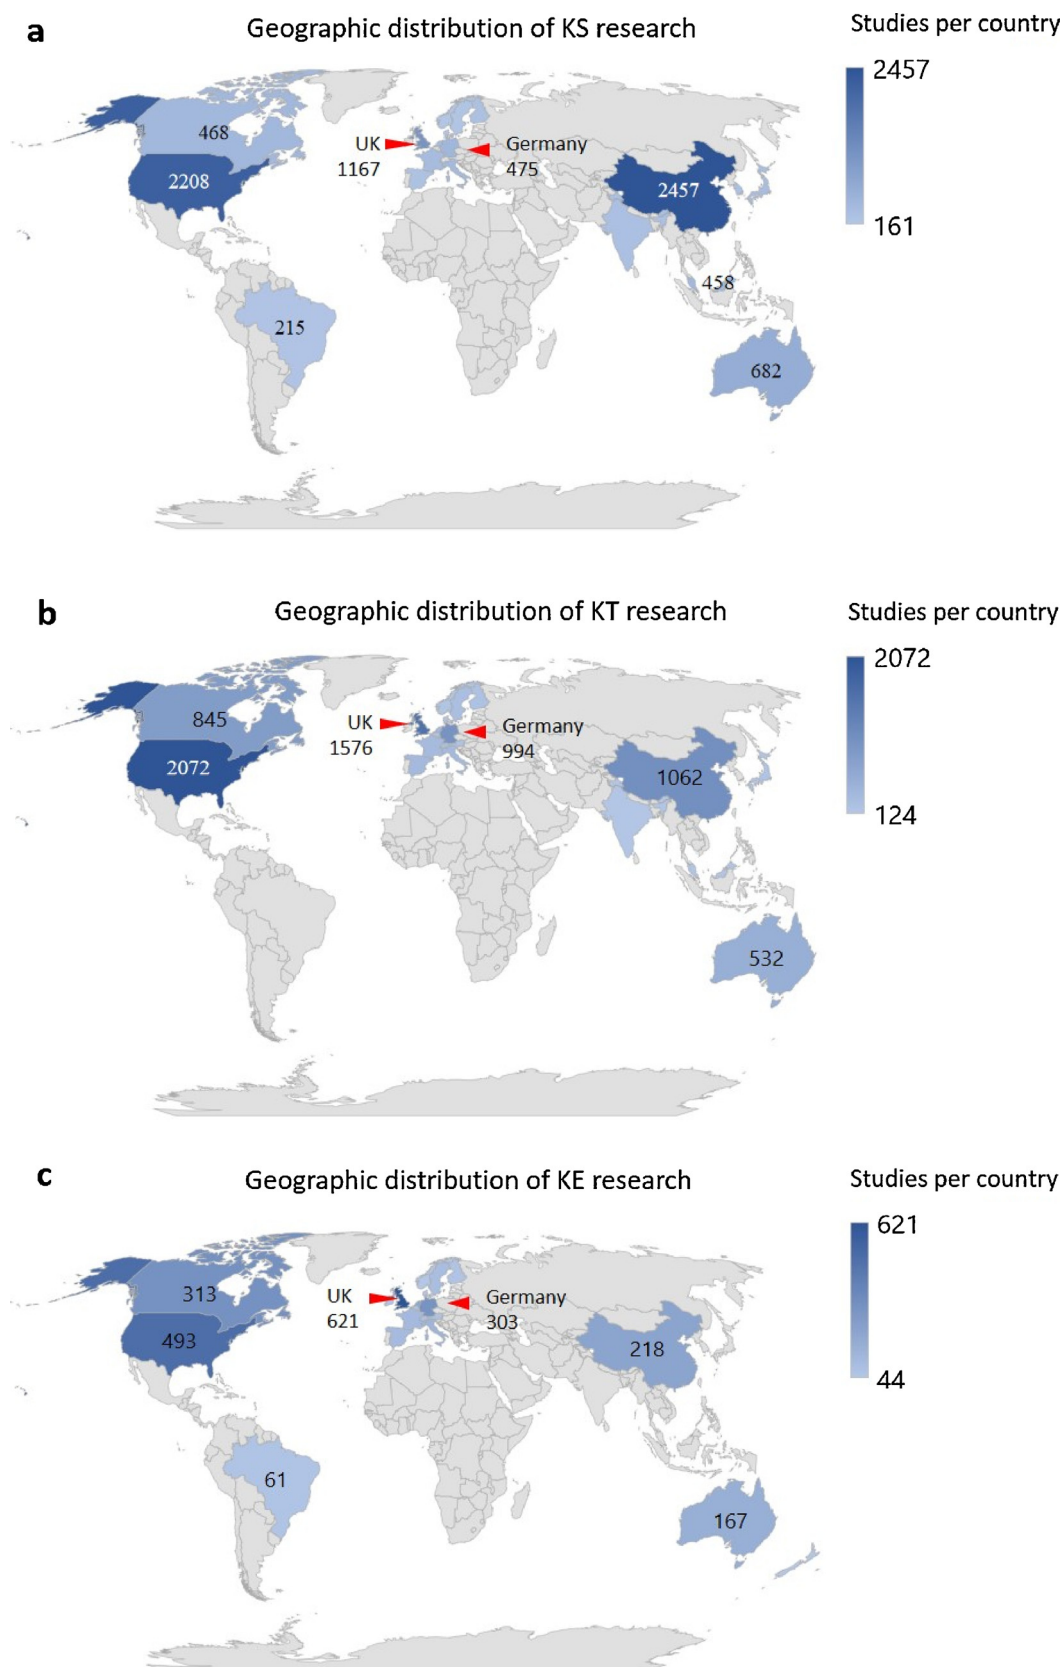 a
Geographic distribution of KS research
Studies per country
2457
161
468
2208
UK
1167
Germany
475
2457
458
215
682
b
Geographic distribution of KT research
Studies per country
2072
124
845
2072
UK
1576
Germany
994
1062
532
c
Geographic distribution of KE research
Studies per country
621
44
313
493
UK
621
Germany
303
218
61
167